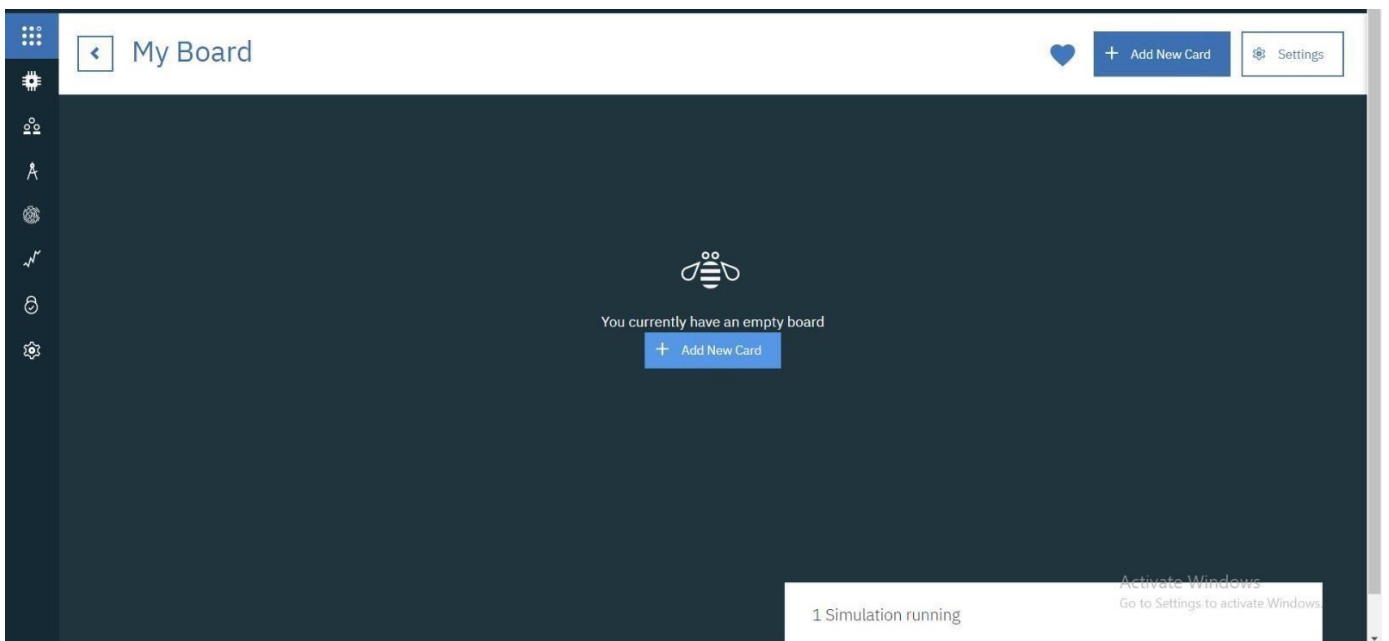 My Board
+ Add New Card
Settings
You currently have an empty board
+ Add New Card
1 Simulation running
Activate Windows
Go to Settings to activate Windows.